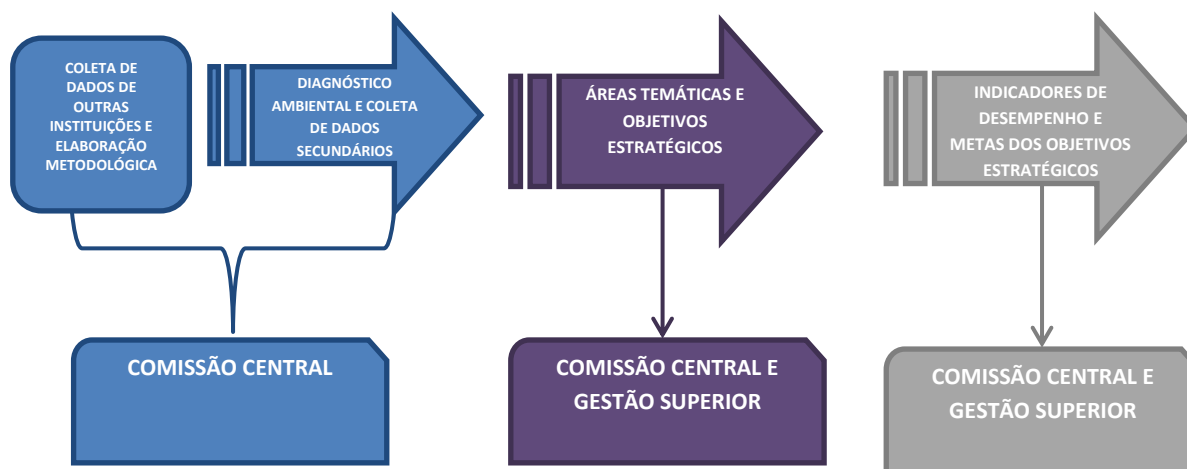 COLETA DE
DADOS DE
OUTRAS
INSTITUIÇÕES E
ELABORAÇÃO
METODOLÓGICA
DIAGNÓSTICO
AMBIENTAL E COLETA
DE DADOS
SECUNDÁRIOS
ÁREAS TEMÁTICAS E
OBJETIVOS
ESTRATÉGICOS
INDICADORES DE
DESEMPENHO E
METAS DOS OBJETIVOS
ESTRATÉGICOS
COMISSÃO CENTRAL
COMISSÃO CENTRAL E
GESTÃO SUPERIOR
COMISSÃO CENTRAL E
GESTÃO SUPERIOR